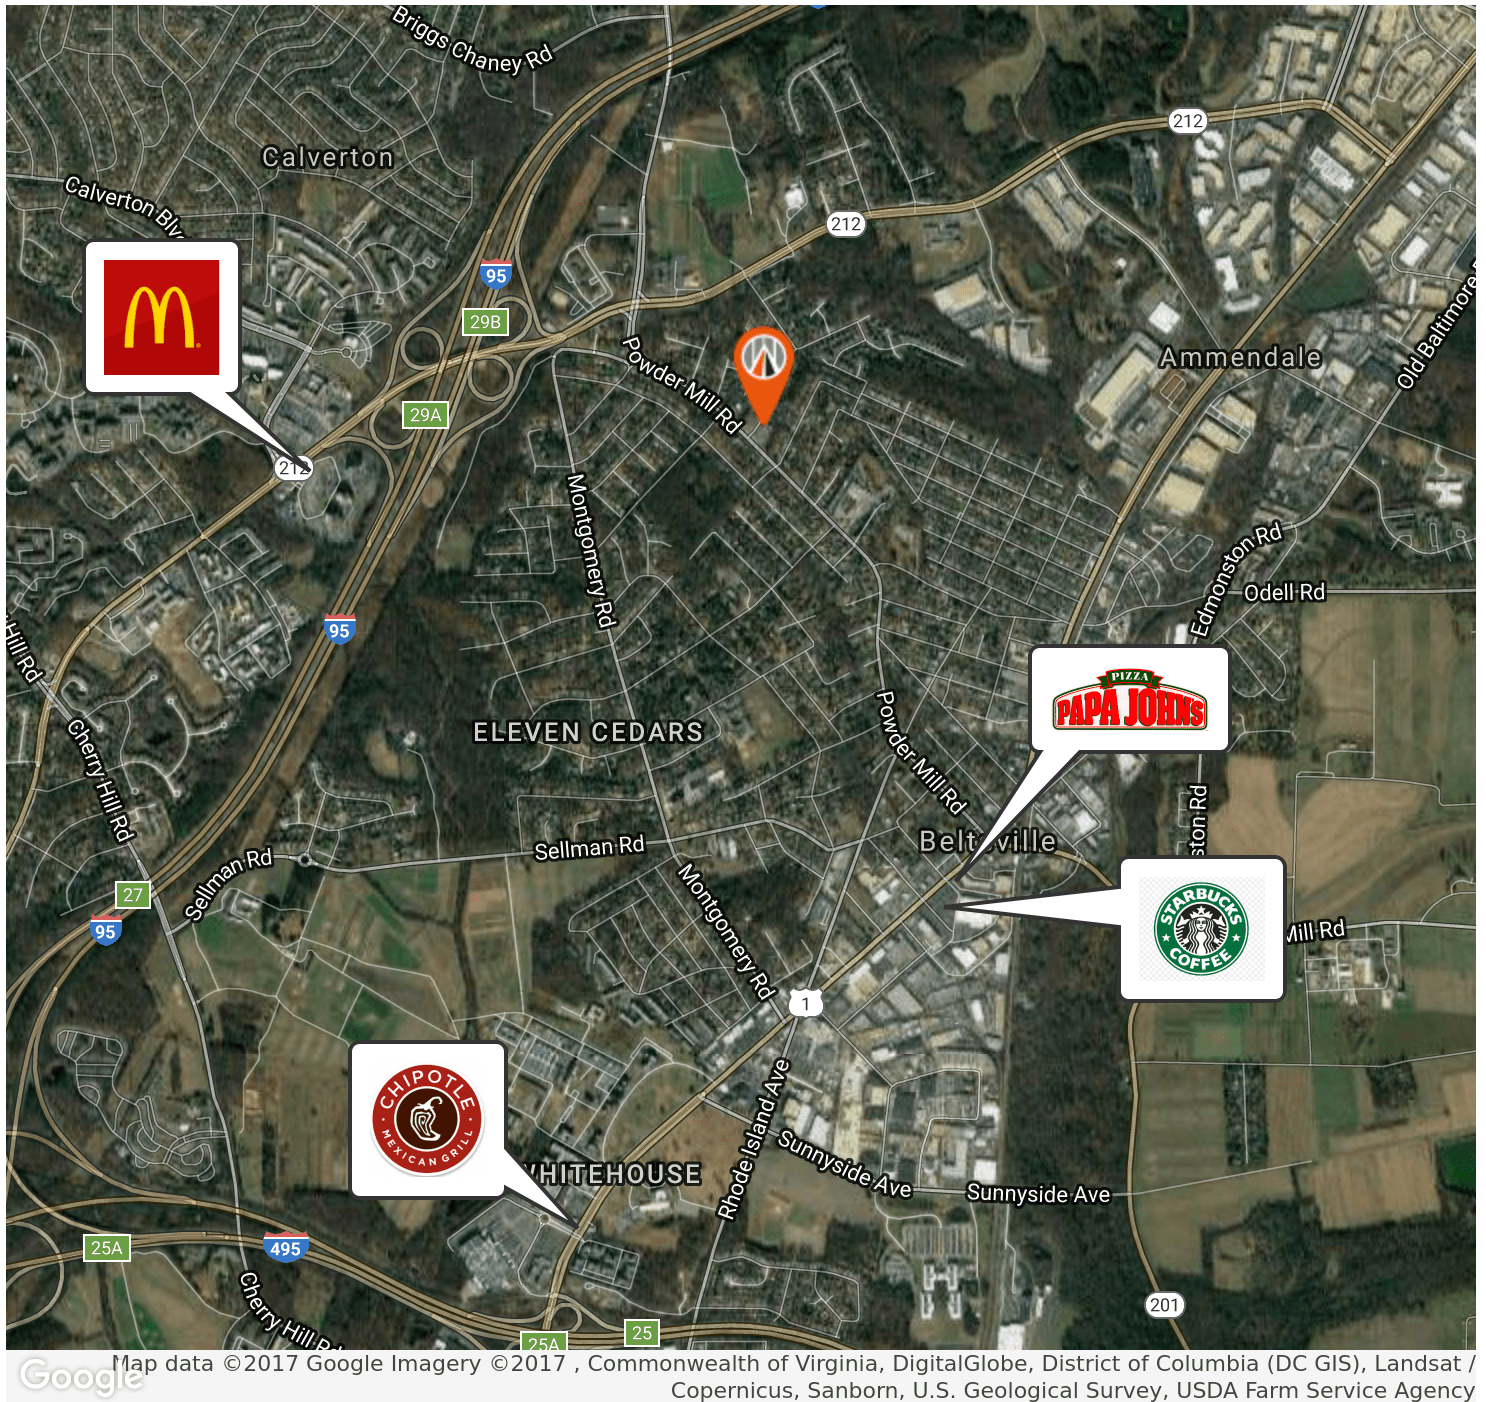 Briggs Chaney Rd
212
Calverton
Calverton Blv
212
95
29B
Powder Mill Rd
Ammendale
Old Baltimore
29A
212
Montgomery Rd
Edmonston Rd
Odell Rd
95
Hill Rd
PIZZA
PAPA JOHN'S
Cherry Hill Rd
ELEVEN CEDARS
Powder Mill Rd
ston Rd
Sellman Rd
Beltsville
Sellman Rd
27
Montgomery Rd
STARBUCKS
COFFEE
Mill Rd
95
1
CHIPOTLE
MEXICAN GRILL
Rhode Island Ave
WHITEHOUSE
Sunnyside Ave
Sunnyside Ave
25A
495
Cherry Hill Rd
201
25A
25
Google
Map data ©2017 Google Imagery ©2017 , Commonwealth of Virginia, DigitalGlobe, District of Columbia (DC GIS), Landsat /
Copernicus, Sanborn, U.S. Geological Survey, USDA Farm Service Agency